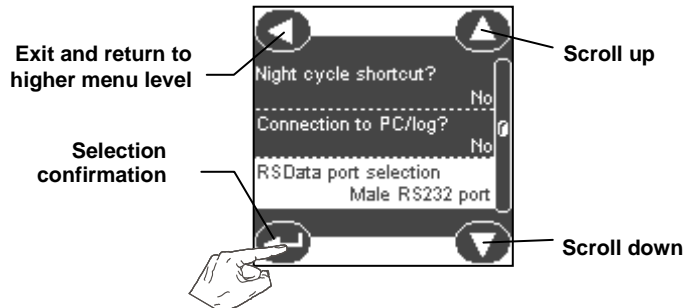 Exit and return to
higher menu level
Selection
confirmation
Night cycle shortcut?
No
Connection to PC/log?
No
RSData port selection
Male RS232 port
Scroll up
Scroll down